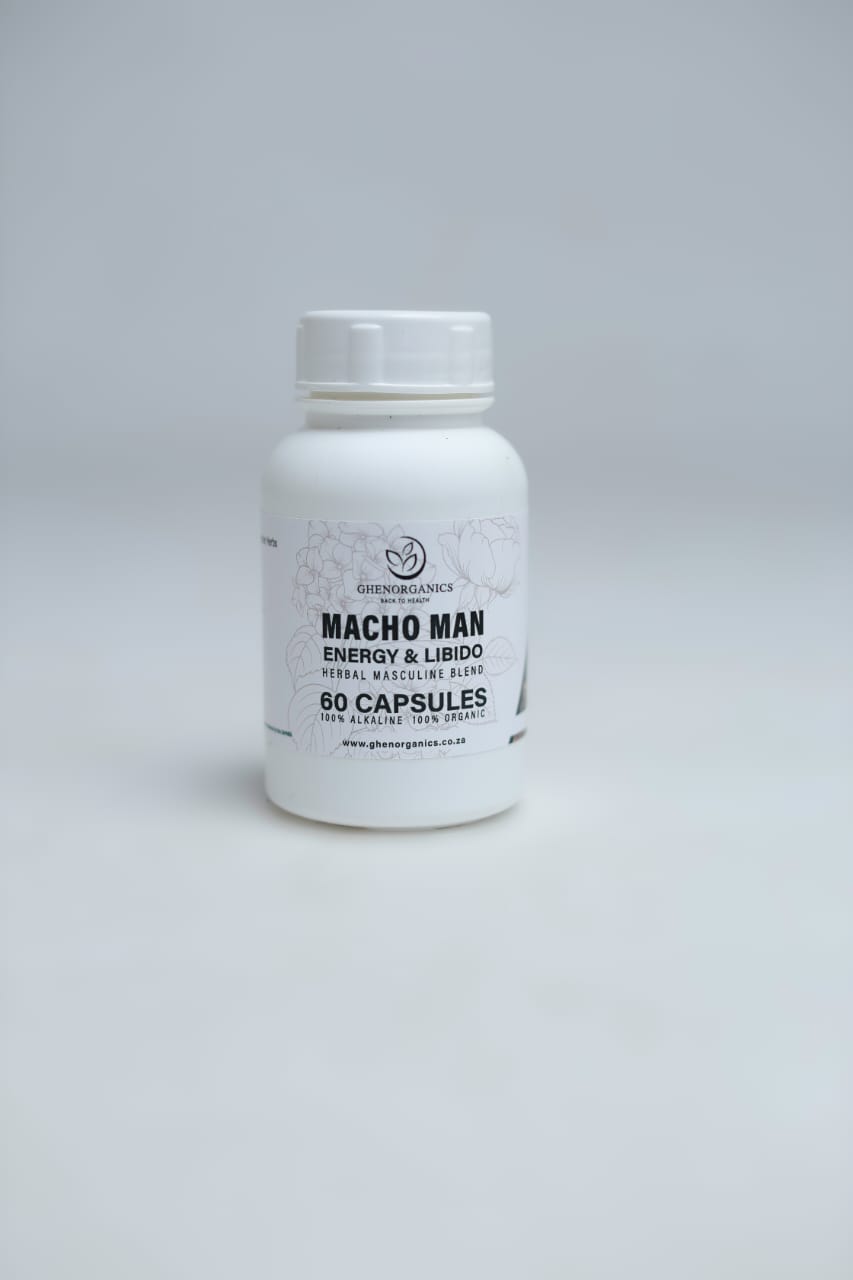 GHENORGANICS
BACK TO HEALTH
MACHO MAN
ENERGY & LIBIDO
HERBAL MASCULINE BLEND
60 CAPSULES
100% ALKALINE 100% ORGANIC
www.ghenorganics.co.za